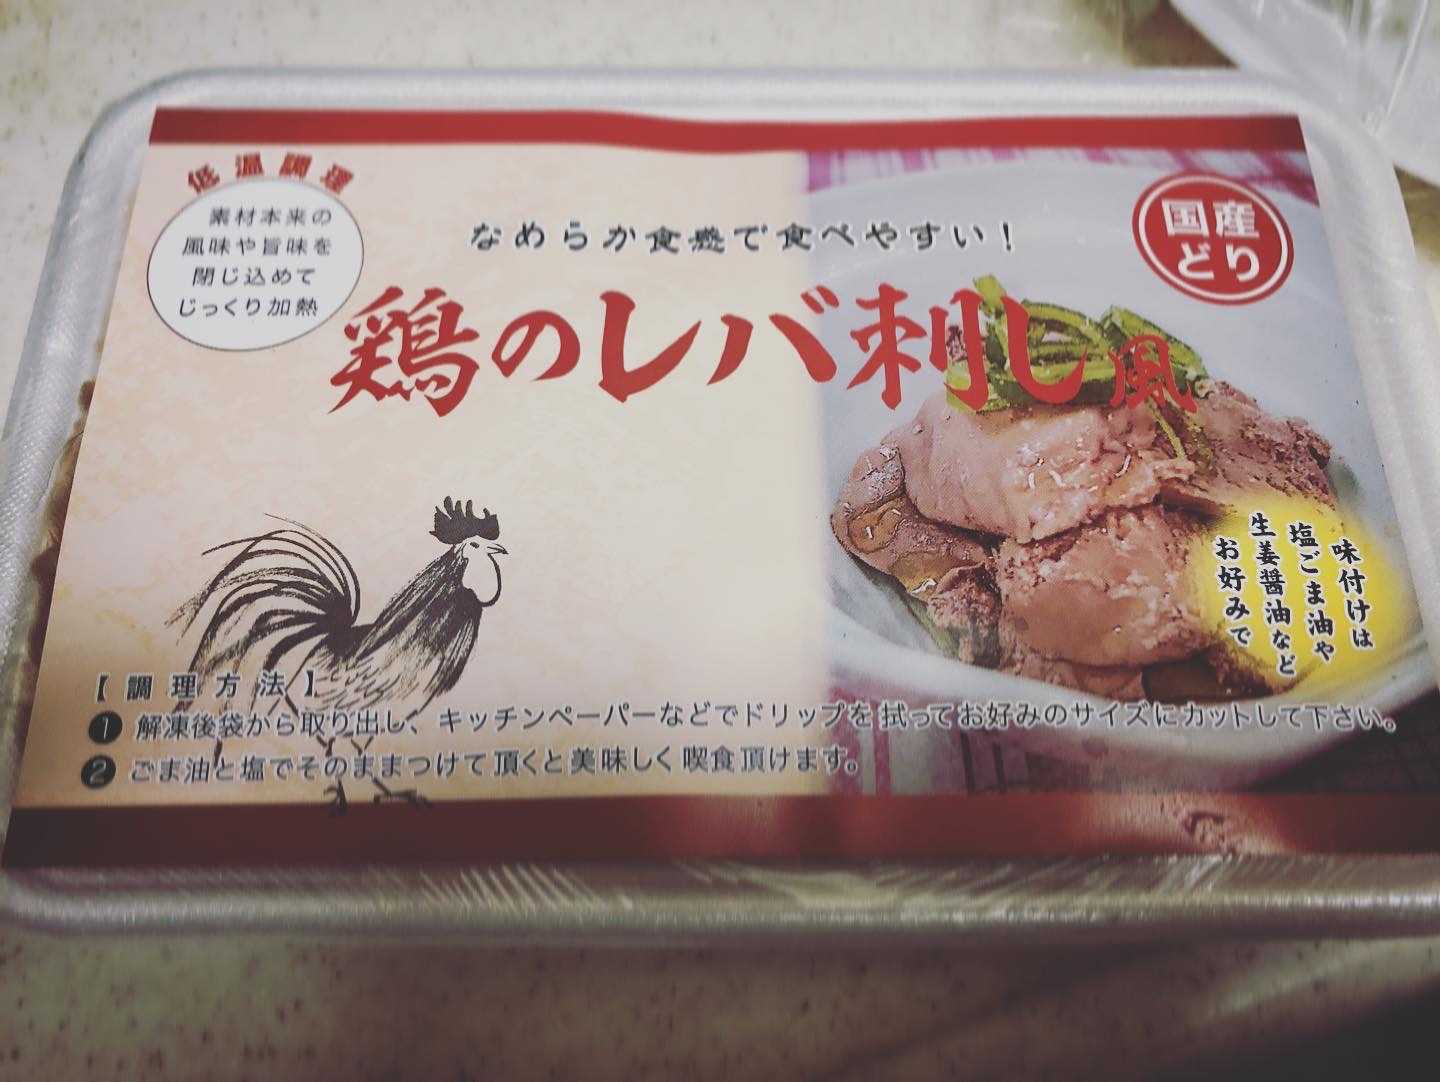 低温調理
素材本来の
風味や旨味を
閉じ込めて
じっくり加熱
なめらか食感で食べやすい！
国産
どり
鶏のレバ刺し風
味付けは
塩ごま油や
生姜醤油など
お好みで
【調理方法】
❶ 解凍後袋から取り出し、キッチンペーパーなどでドリップを拭ってお好みのサイズにカットして下さい。
❷ ごま油と塩でそのままつけて頂くと美味しく喫食頂けます。